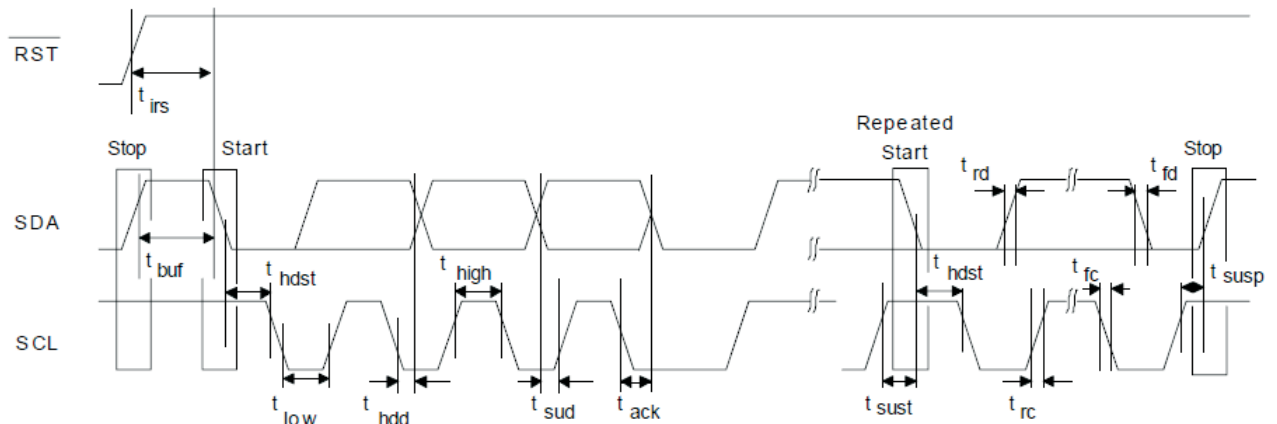 RST
t irs
Repeated
Stop
Start
Start
Stop
t rd
t fd
SDA
t buf
t hdst
t high
t hdst
t fc
t susp
SCL
t low
t hdd
t sud
t ack
t sust
t rc